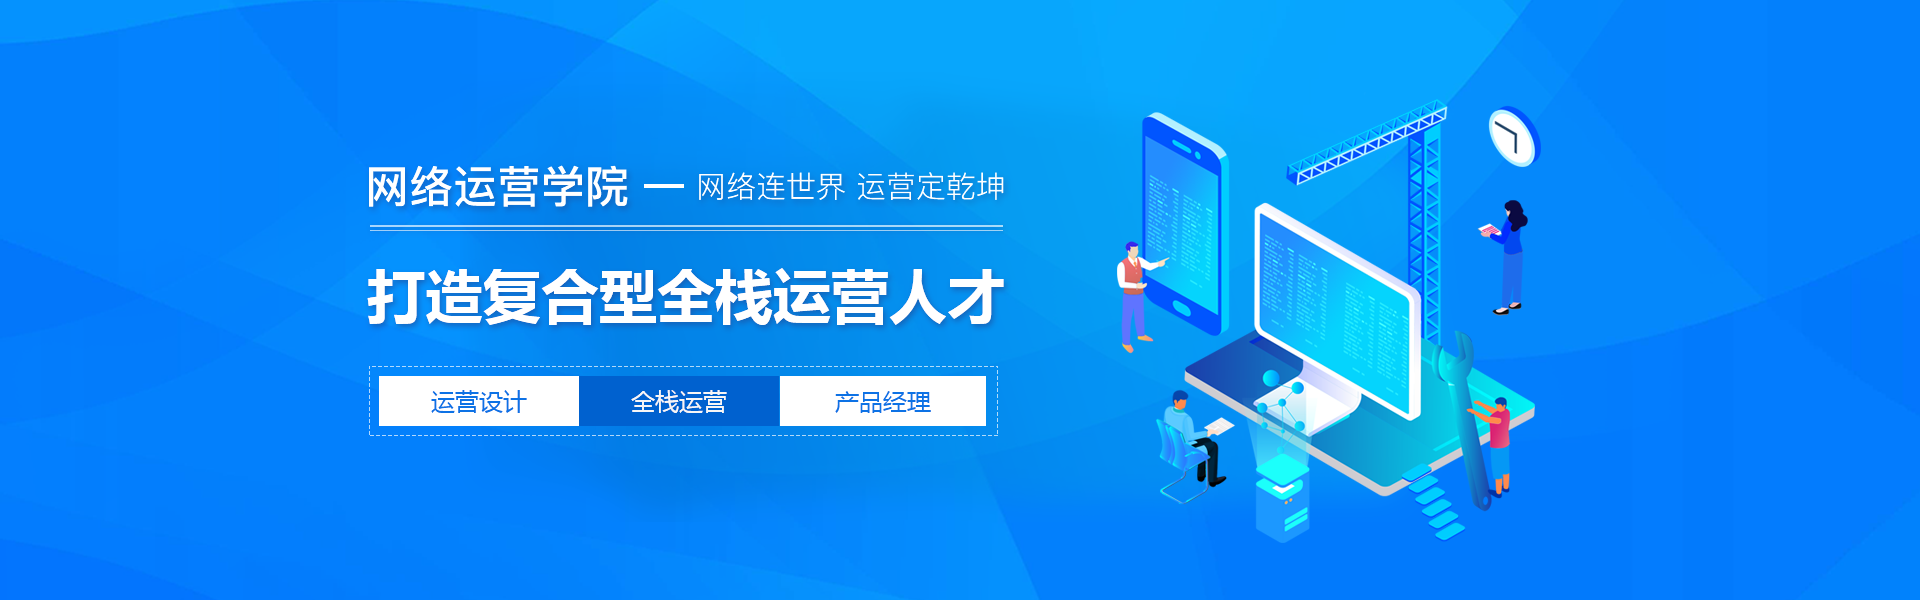 网络运营学院 — 网络连世界 运营定乾坤
打造复合型全栈运营人才
运营设计 全栈运营 产品经理